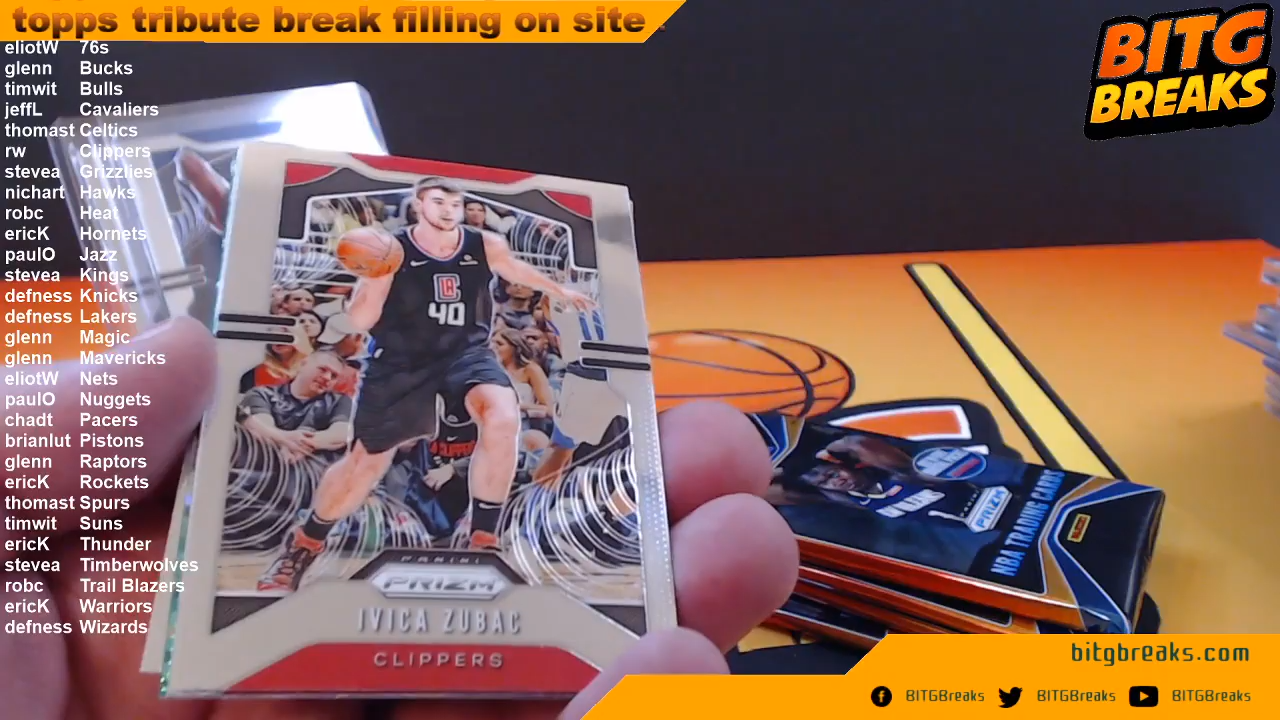 topps tribute break filling on site
BITG
BREAKS
eliotW 76s
glenn Bucks
timwit Bulls
jeffL Cavaliers
thomast Celtics
rw Clippers
stevea Grizzlies
nichart Hawks
robc Heat
ericK Hornets
paulO Jazz
stevea Kings
defness Knicks
defness Lakers
glenn Magic
glenn Mavericks
eliotW Nets
paulO Nuggets
chadt Pacers
brianlut Pistons
glenn Raptors
ericK Rockets
thomast Spurs
timwit Suns
ericK Thunder
stevea Timberwolves
robc Trail Blazers
ericK Warriors
defness Wizards
LA
40
PANINI
PRIZM
IVICA ZUBAC
CLIPPERS
PRIZM
NBA TRADING CARDS
bitgbreaks.com
BITGBreaks BITGBreaks BITGBreaks